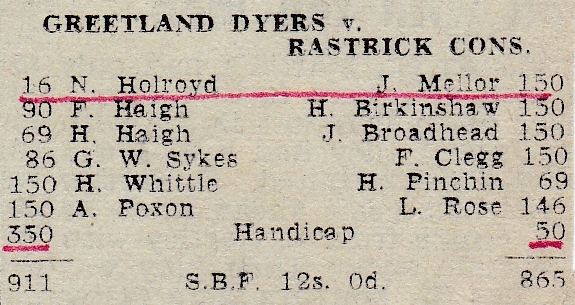 GREETLAND DYERS v.
RASTRICK CONS.
16 N. Holroyd J. Mellor 150
90 F. Haigh H. Birkinshaw 150
69 H. Haigh J. Broadhead 150
86 G. W. Sykes F. Clegg 150
150 H. Whittle H. Pinchin 69
150 A. Poxon L. Rose 146
350 Handicap 50
911 S.B.F. 12s. 0d. 865